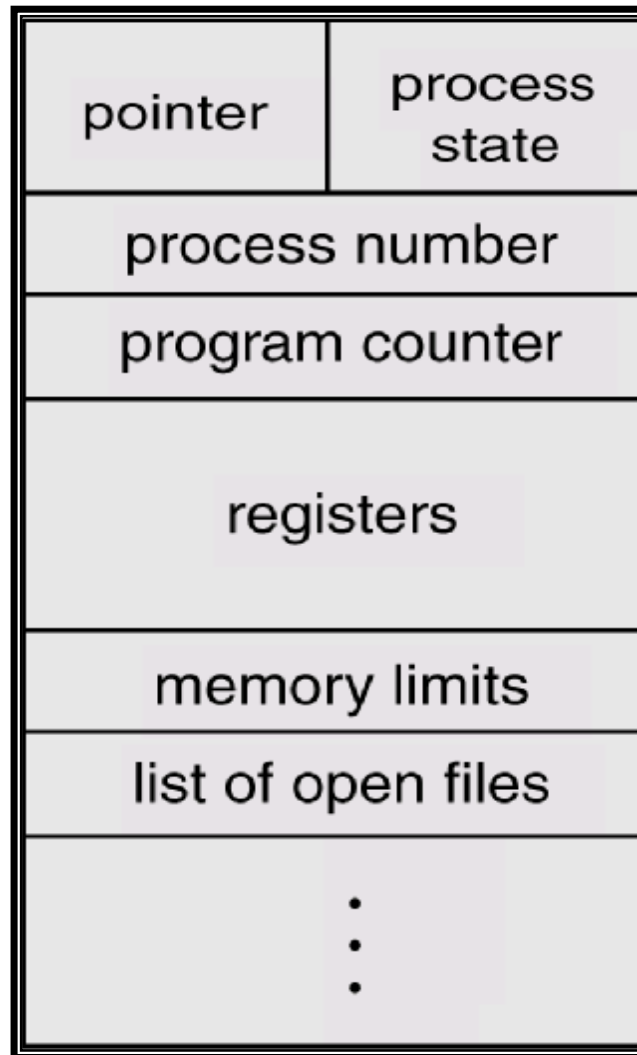 pointer
process
state
process number
program counter
registers
memory limits
list of open files